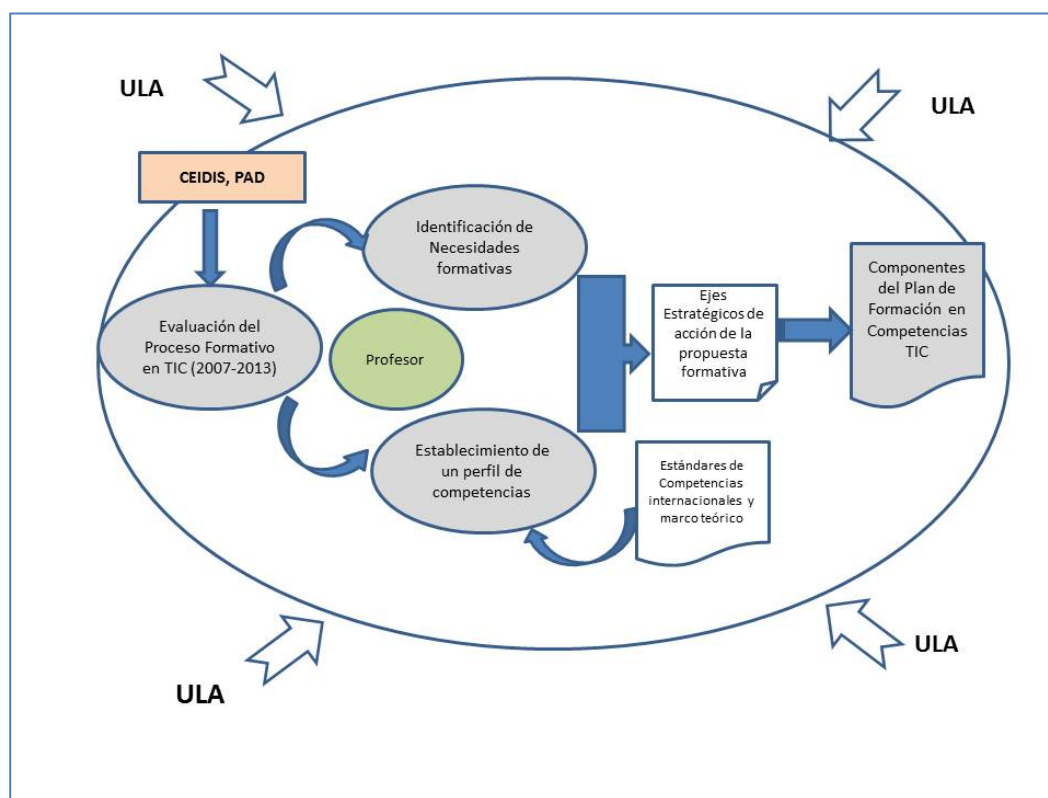 ULA
ULA
CEIDIS, PAD
Identificación de
Necesidades
formativas
Evaluación del
Proceso Formativo
en TIC (2007-2013)
Profesor
Ejes
Estratégicos de
acción de la
propuesta
formativa
Componentes
del Plan de
Formación en
Competencias
TIC
Establecimiento de
un perfil de
competencias
Estándares de
Competencias
internacionales y
marco teórico
ULA
ULA